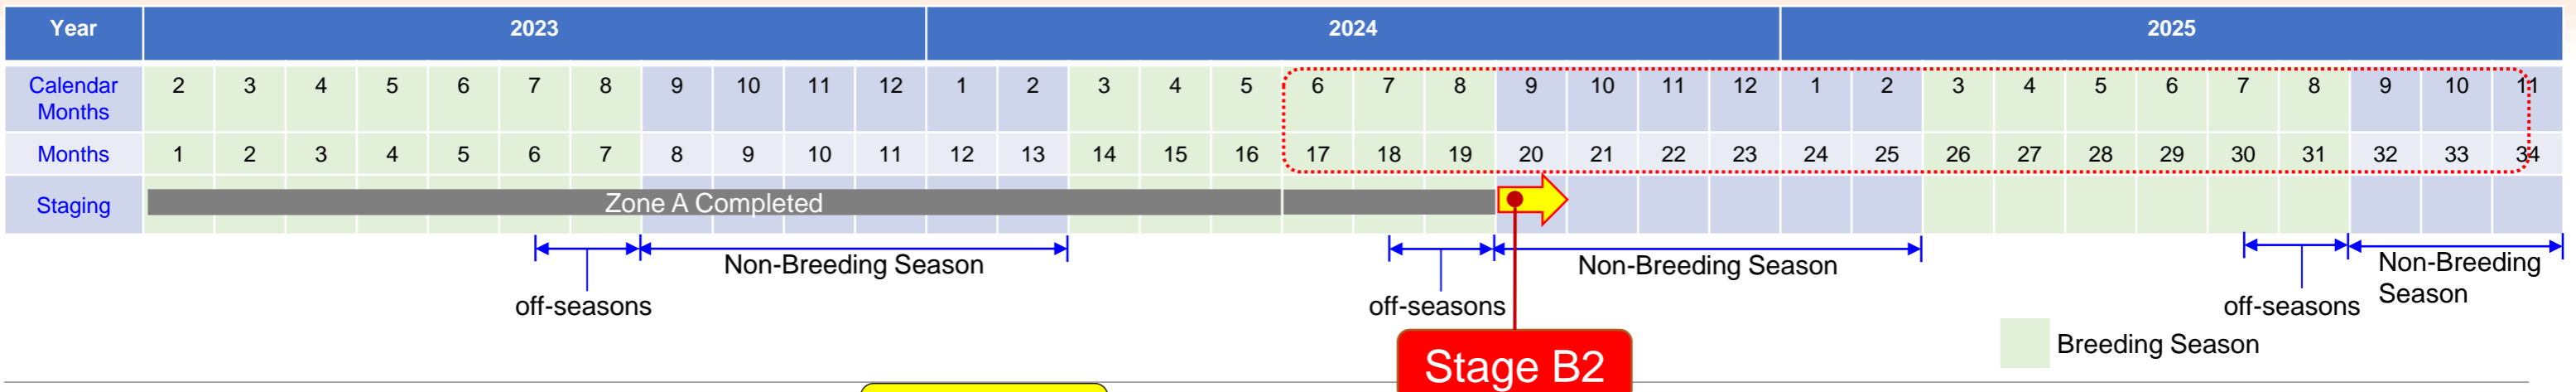 Year 2023 2024 2025
Calendar Months 2 3 4 5 6 7 8 9 10 11 12 1 2 3 4 5 6 7 8 9 10 11 12 1 2 3 4 5 6 7 8 9 10 11
Months 1 2 3 4 5 6 7 8 9 10 11 12 13 14 15 16 17 18 19 20 21 22 23 24 25 26 27 28 29 30 31 32 33 34
Staging Zone A Completed
Non-Breeding Season Non-Breeding Season Non-Breeding Season
off-seasons off-seasons off-seasons
Breeding Season
Stage B2